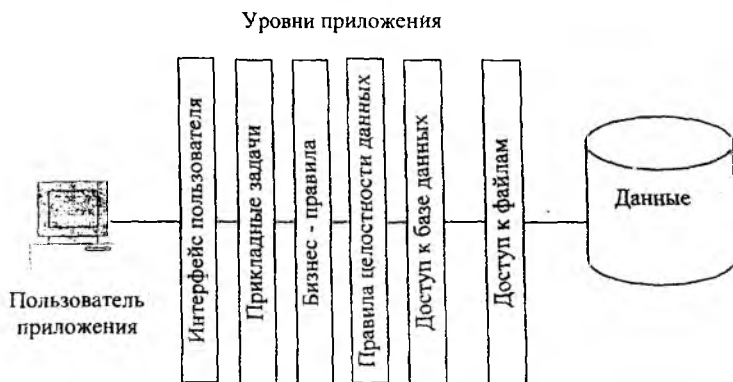 Уровни приложения
Интерфейс пользователя
Прикладные задачи
Бизнес - правила
Правила целостности данных
Доступ к базе данных
Доступ к файлам
Данные
Пользователь
приложения